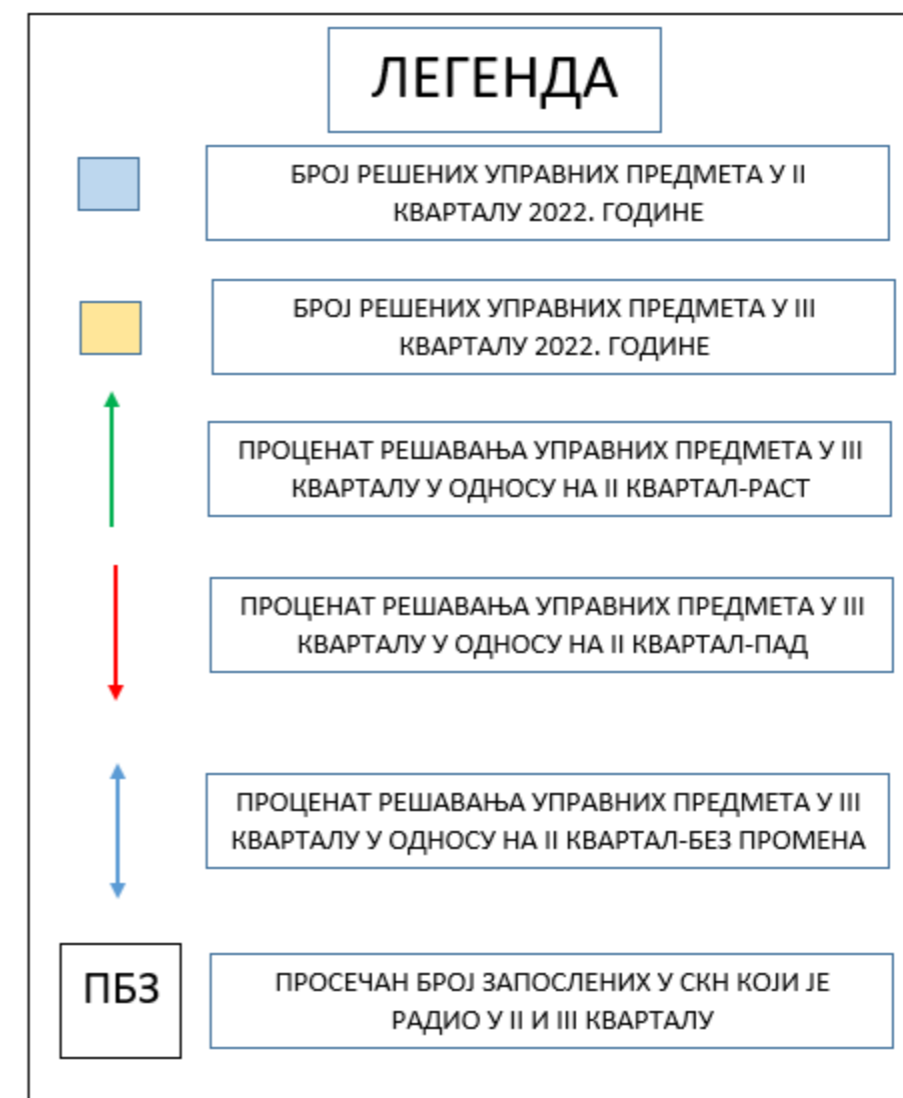 ЛЕГЕНДА
БРОЈ РЕШЕНИХ УПРАВНИХ ПРЕДМЕТА У II
КВАРТАЛУ 2022. ГОДИНЕ
БРОЈ РЕШЕНИХ УПРАВНИХ ПРЕДМЕТА У III
КВАРТАЛУ 2022. ГОДИНЕ
ПРОЦЕНАТ РЕШАВАЊА УПРАВНИХ ПРЕДМЕТА У III
КВАРТАЛУ У ОДНОСУ НА II КВАРТАЛ-РАСТ
ПРОЦЕНАТ РЕШАВАЊА УПРАВНИХ ПРЕДМЕТА У III
КВАРТАЛУ У ОДНОСУ НА II КВАРТАЛ-ПАД
ПРОЦЕНАТ РЕШАВАЊА УПРАВНИХ ПРЕДМЕТА У III
КВАРТАЛУ У ОДНОСУ НА II КВАРТАЛ-БЕЗ ПРОМЕНА
ПБЗ
ПРОСЕЧАН БРОЈ ЗАПОСЛЕНИХ У СКН КОЈИ ЈЕ
РАДИО У II И III КВАРТАЛУ